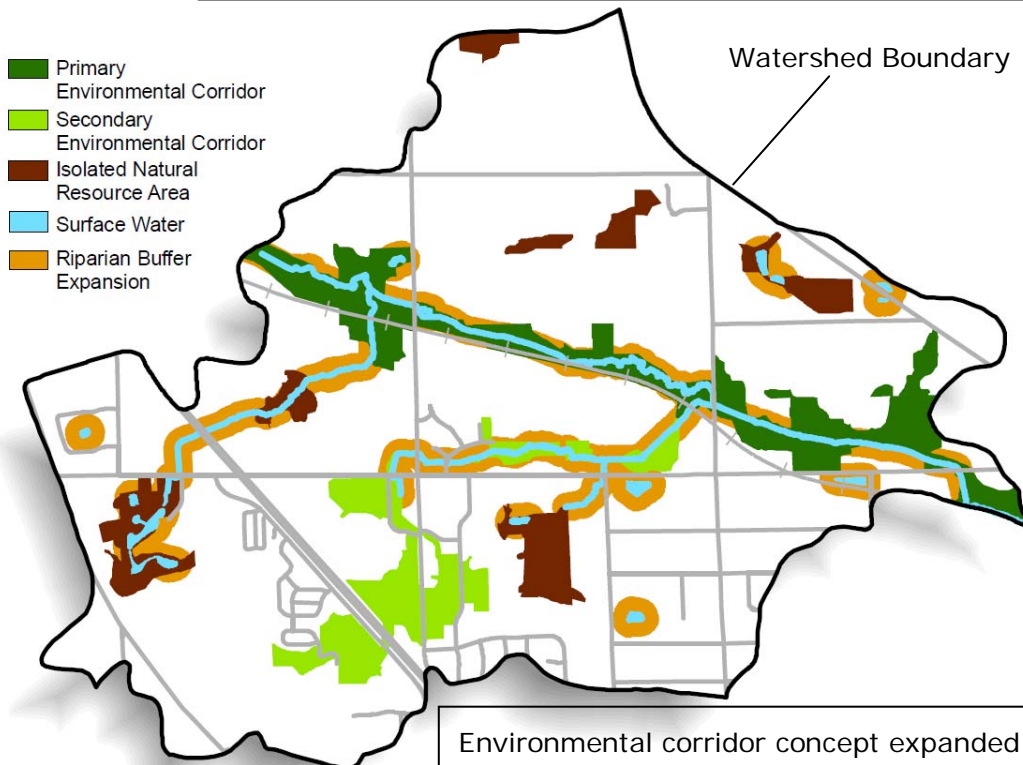 Watershed Boundary
Primary
Environmental Corridor
Secondary
Environmental Corridor
Isolated Natural
Resource Area
Surface Water
Riparian Buffer
Expansion
Environmental corridor concept expanded